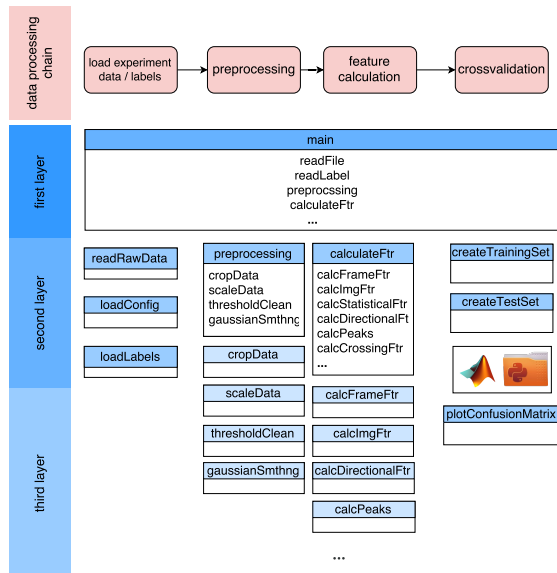 data processing
chain
load experiment
data / labels
preprocessing
feature
calculation
crossvalidation
first layer
main
readFile
readLabel
preprocssing
calculateFtr
...
second layer
readRawData
loadConfig
loadLabels
preprocessing
cropData
scaleData
thresholdClean
gaussianSmthng
cropData
calculateFtr
calcFrameFtr
calcImgFtr
calcStatisticalFtr
calcDirectionalFt
calcPeaks
calcCrossingFtr
...
createTrainingSet
createTestSet
third layer
scaleData
thresholdClean
gaussianSmthng
calcFrameFtr
calcImgFtr
calcDirectionalFtr
calcPeaks
...
plotConfusionMatrix